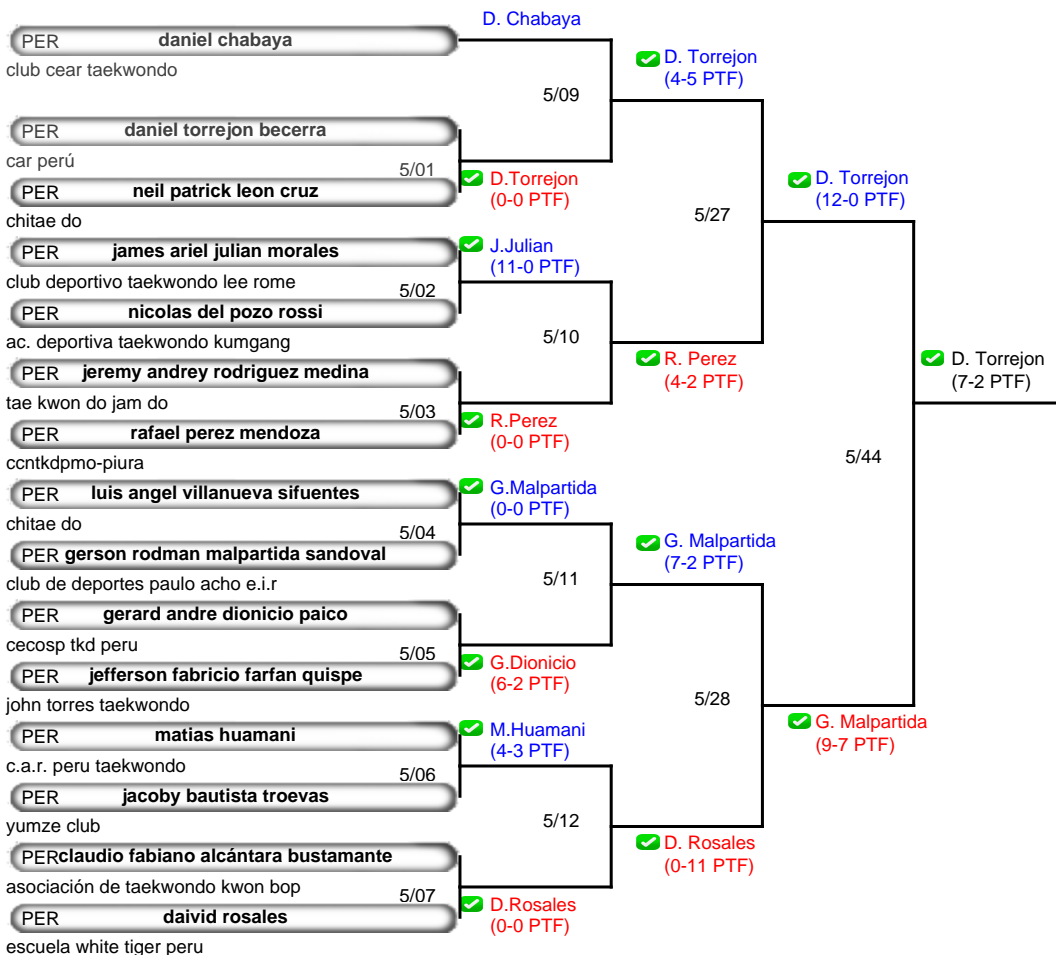 D. Chabaya
PER daniel chabaya
club cear taekwondo
D. Torrejon
(4-5 PTF)
5/09
PER daniel torrejon becerra
car perú
5/01
PER neil patrick leon cruz
D.Torrejon
(0-0 PTF)
D. Torrejon
(12-0 PTF)
5/27
chitae do
PER james ariel julian morales
J.Julian
(11-0 PTF)
club deportivo taekwondo lee rome
5/02
PER nicolas del pozo rossi
ac. deportiva taekwondo kumgang
5/10
PER jeremy andrey rodriguez medina
R. Perez
(4-2 PTF)
D. Torrejon
(7-2 PTF)
tae kwon do jam do
5/03
PER rafael perez mendoza
R.Perez
(0-0 PTF)
ccntkdpmo-piura
5/44
PER luis angel villanueva sifuentes
G.Malpartida
(0-0 PTF)
chitae do
5/04
PER gerson rodman malpartida sandoval
G. Malpartida
(7-2 PTF)
club de deportes paulo acho e.i.r
5/11
PER gerard andre dionicio paico
cecosp tkd peru
5/05
PER jefferson fabricio farfan quispe
G.Dionicio
(6-2 PTF)
john torres taekwondo
5/28
PER matias huamani
M.Huamani
(4-3 PTF)
G. Malpartida
(9-7 PTF)
c.a.r. peru taekwondo
5/06
PER jacoby bautista troevas
yumze club
5/12
PER claudio fabiano alcántara bustamante
D. Rosales
(0-11 PTF)
asociación de taekwondo kwon bop
5/07
PER daivid rosales
D.Rosales
(0-0 PTF)
escuela white tiger peru